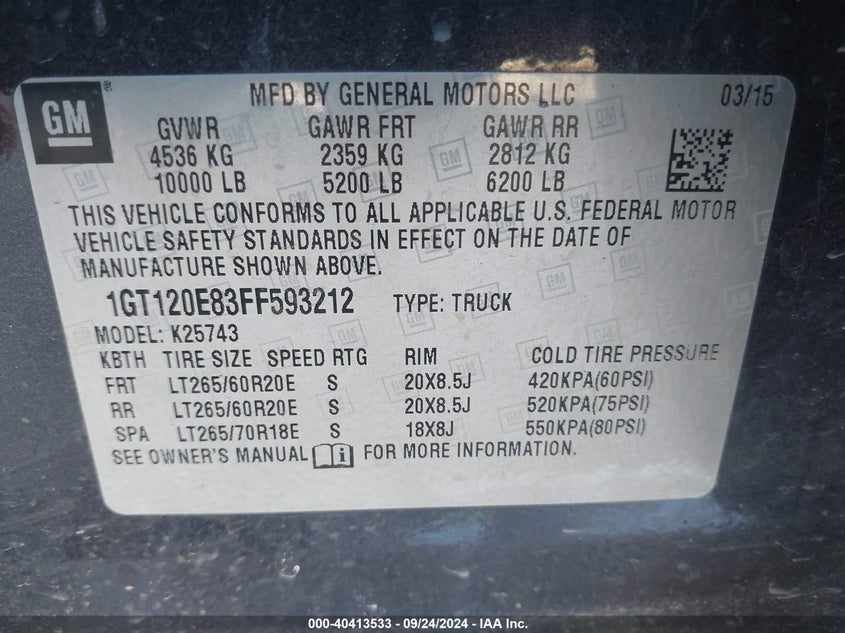 GM
MFD BY GENERAL MOTORS LLC 03/15
GVWR GAWR FRT GAWR RR
4536 KG 2359 KG 2812 KG
10000 LB 5200 LB 6200 LB
THIS VEHICLE CONFORMS TO ALL APPLICABLE U.S. FEDERAL MOTOR
VEHICLE SAFETY STANDARDS IN EFFECT ON THE DATE OF
MANUFACTURE SHOWN ABOVE.
1GT120E83FF593212 TYPE: TRUCK
MODEL: K25743
KBTH TIRE SIZE SPEED RTG RIM COLD TIRE PRESSURE
FRT LT265/60R20E S 20X8.5J 420KPA(60PSI)
RR LT265/60R20E S 20X8.5J 520KPA(75PSI)
SPA LT265/70R18E S 18X8J 550KPA(80PSI)
SEE OWNER'S MANUAL i FOR MORE INFORMATION.
000-40413533 - 09/24/2024 - IAA Inc.